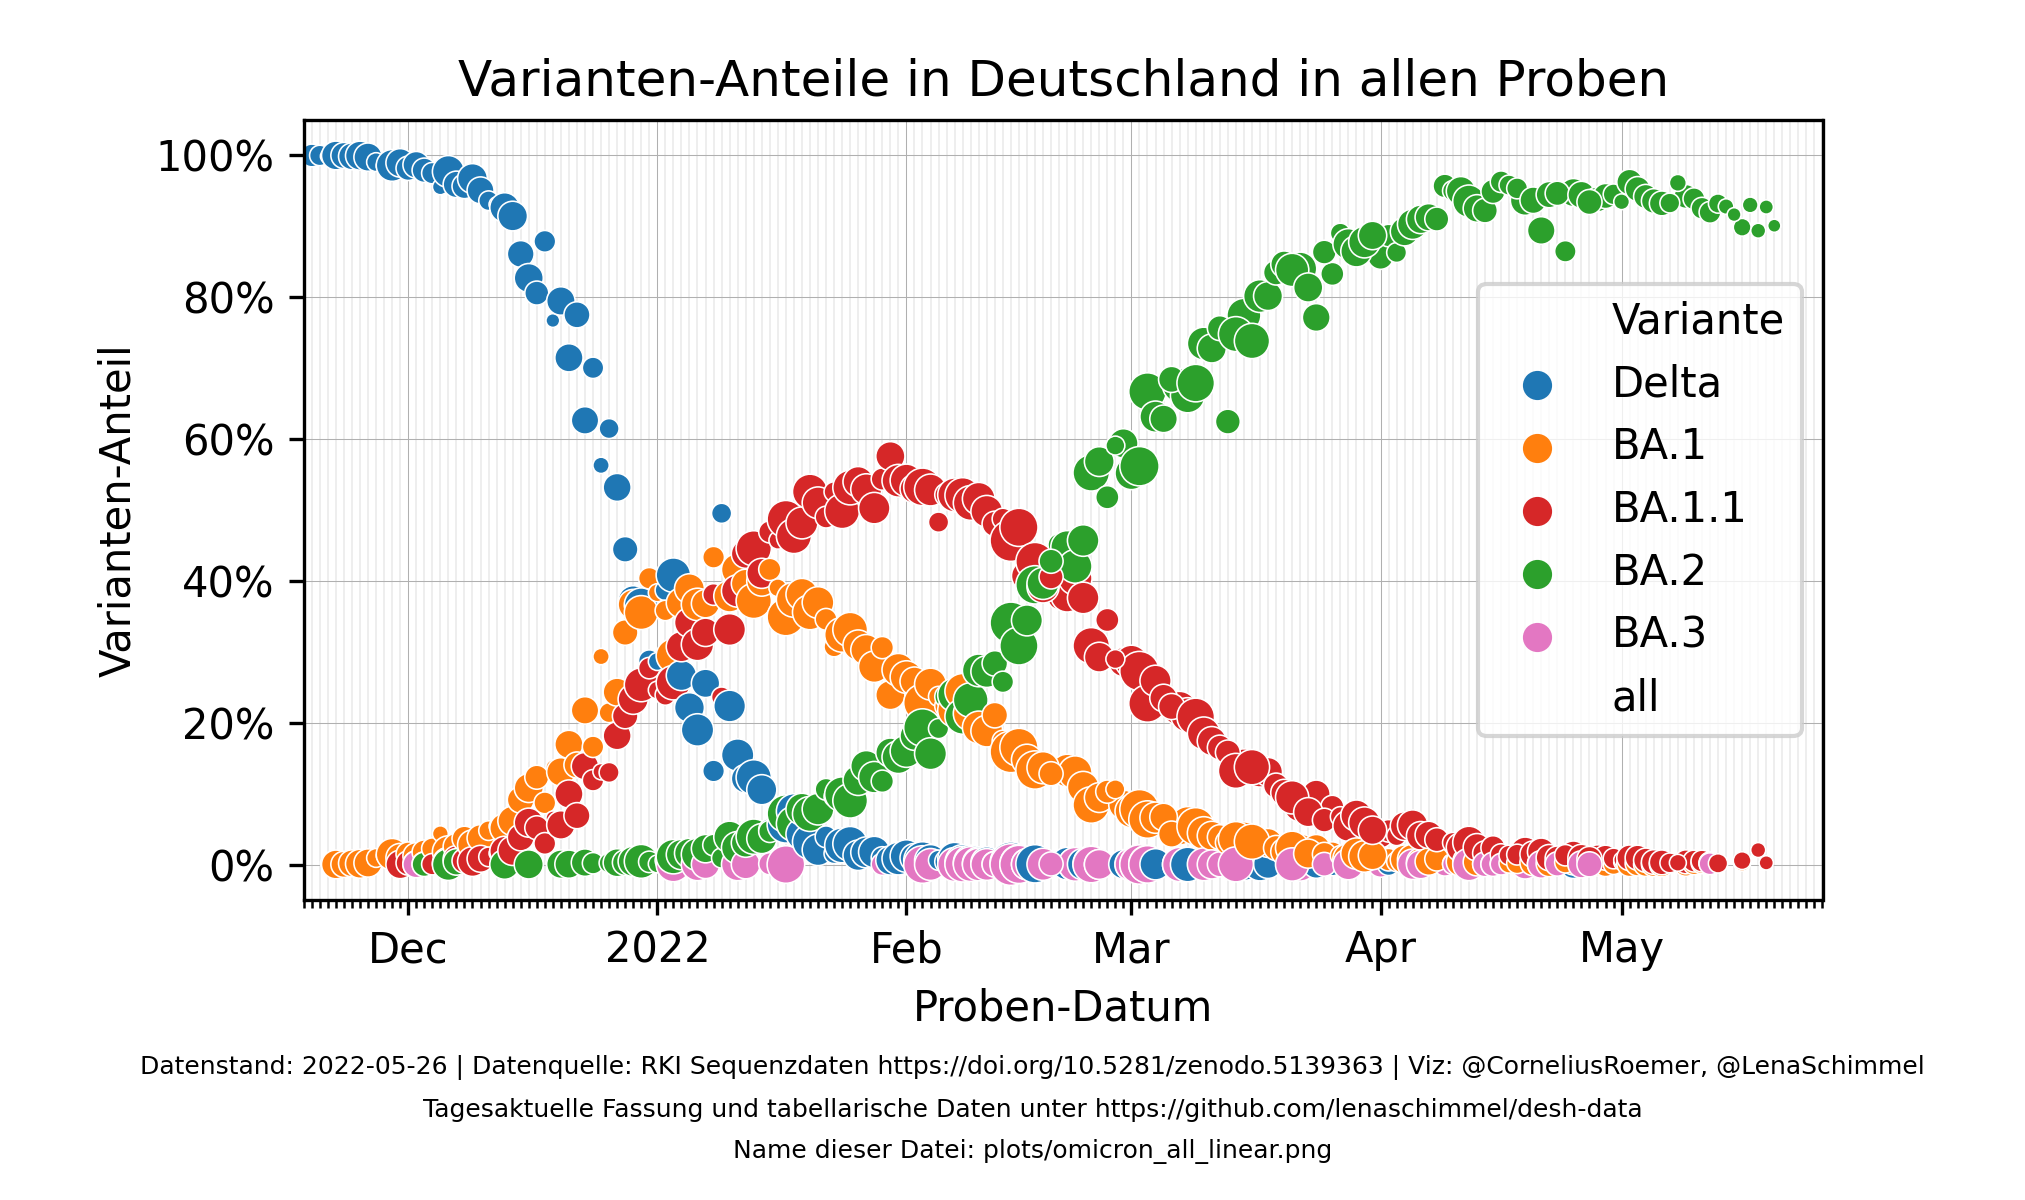 Varianten-Anteile in Deutschland in allen Proben
Varianten-Anteil
100%
80%
60%
40%
20%
0%
Variante
Delta
BA.1
BA.1.1
BA.2
BA.3
all
Dec 2022 Feb Mar Apr May
Proben-Datum
Datenstand: 2022-05-26 | Datenquelle: RKI Sequenzdaten https://doi.org/10.5281/zenodo.5139363 | Viz: @CorneliusRoemer, @LenaSchimmel
Tagesaktuelle Fassung und tabellarische Daten unter https://github.com/lenaschimmel/desh-data
Name dieser Datei: plots/omicron_all_linear.png